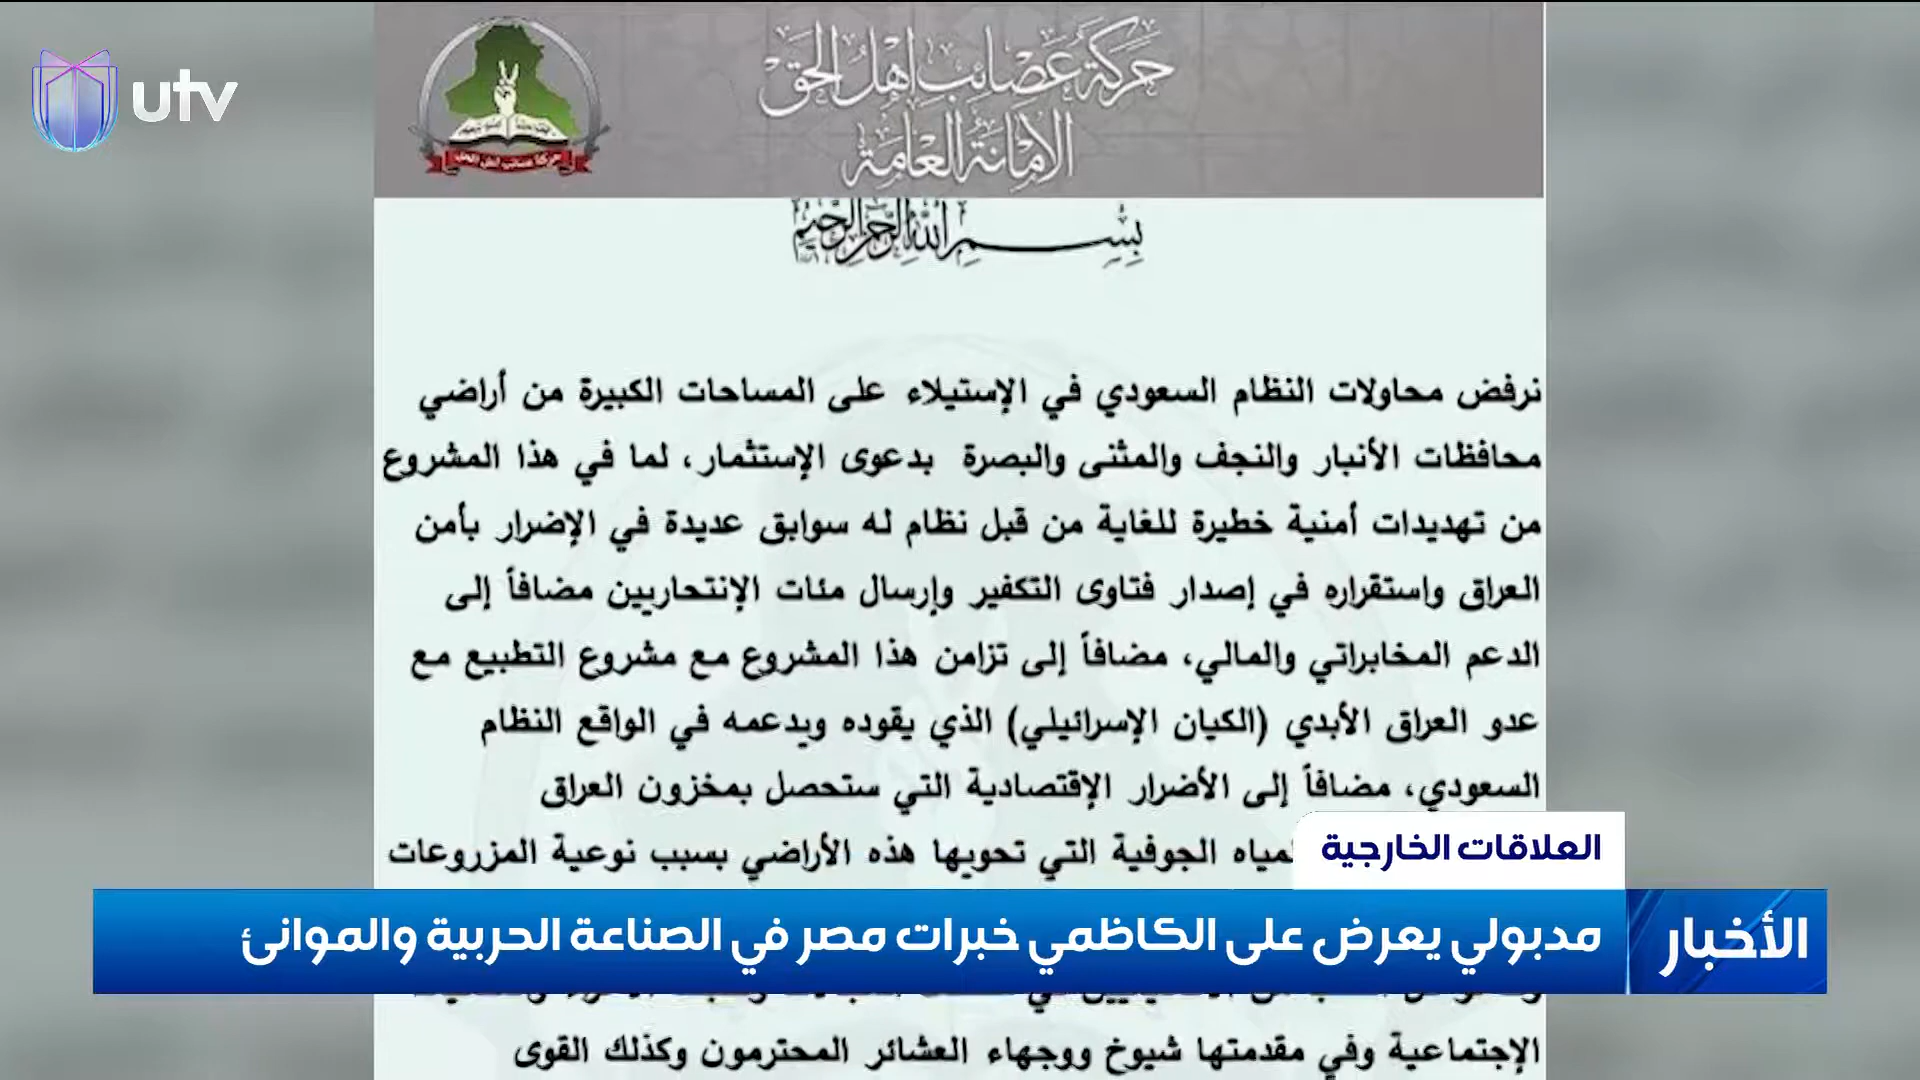 utv
حركة عصائب اهل الحق
الامانة العامة
حركة عصائب اهل الحق
بسم الله الرحمن الرحيم
نرفض محاولات النظام السعودي في الإستيلاء على المساحات الكبيرة من أراضي
محافظات الأنبار والنجف والمثنى والبصرة بدعوى الإستثمار، لما في هذا المشروع
من تهديدات أمنية خطيرة للغاية من قبل نظام له سوابق عديدة في الإضرار بأمن
العراق واستقراره في إصدار فتاوى التكفير وإرسال مئات الإنتحاريين مضافاً إلى
الدعم المخابراتي والمالي، مضافاً إلى تزامن هذا المشروع مع مشروع التطبيع مع
عدو العراق الأبدي (الكيان الإسرائيلي) الذي يقوده ويدعمه في الواقع النظام
السعودي، مضافاً إلى الأضرار الإقتصادية التي ستحصل بمخزون العراق
الجوفية التي تحويها هذه الأراضي بسبب نوعية المزروعات
العلاقات الخارجية
الأخبار
مدبولي يعرض على الكاظمي خبرات مصر في الصناعة الحربية والموانئ
الإجتماعية وفي مقدمتها شيوخ ووجهاء العشائر المحترمون وكذلك القوى